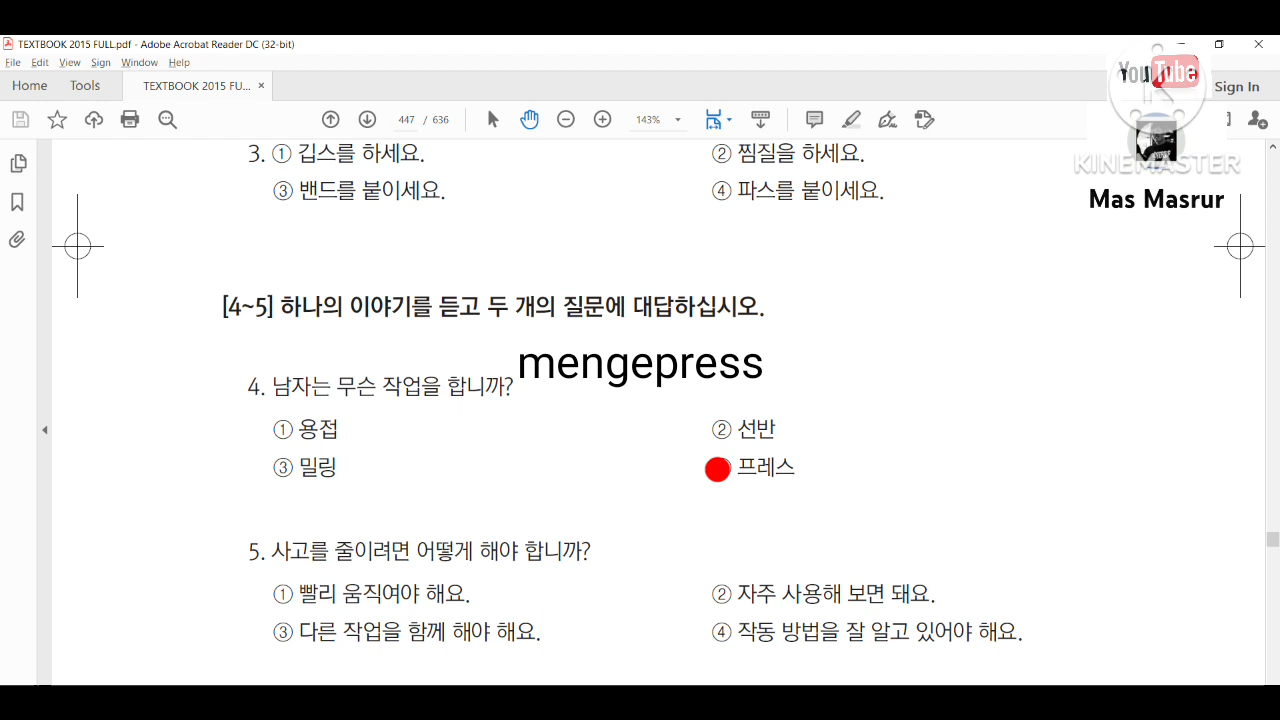 TEXTBOOK 2015 FULL.pdf - Adobe Acrobat Reader DC (32-bit)
File Edit View Sign Window Help
Home Tools TEXTBOOK 2015 FU... × Sign In
447 / 636 143%
YouTube
KINEMASTER
Mas Masrur
3. ① 깁스를 하세요. ② 찜질을 하세요.
③ 밴드를 붙이세요. ④ 파스를 붙이세요.
[4~5] 하나의 이야기를 듣고 두 개의 질문에 대답하십시오.
mengepress
4. 남자는 무슨 작업을 합니까?
① 용접 ② 선반
③ 밀링 프레스
5. 사고를 줄이려면 어떻게 해야 합니까?
① 빨리 움직여야 해요. ② 자주 사용해 보면 돼요.
③ 다른 작업을 함께 해야 해요. ④ 작동 방법을 잘 알고 있어야 해요.